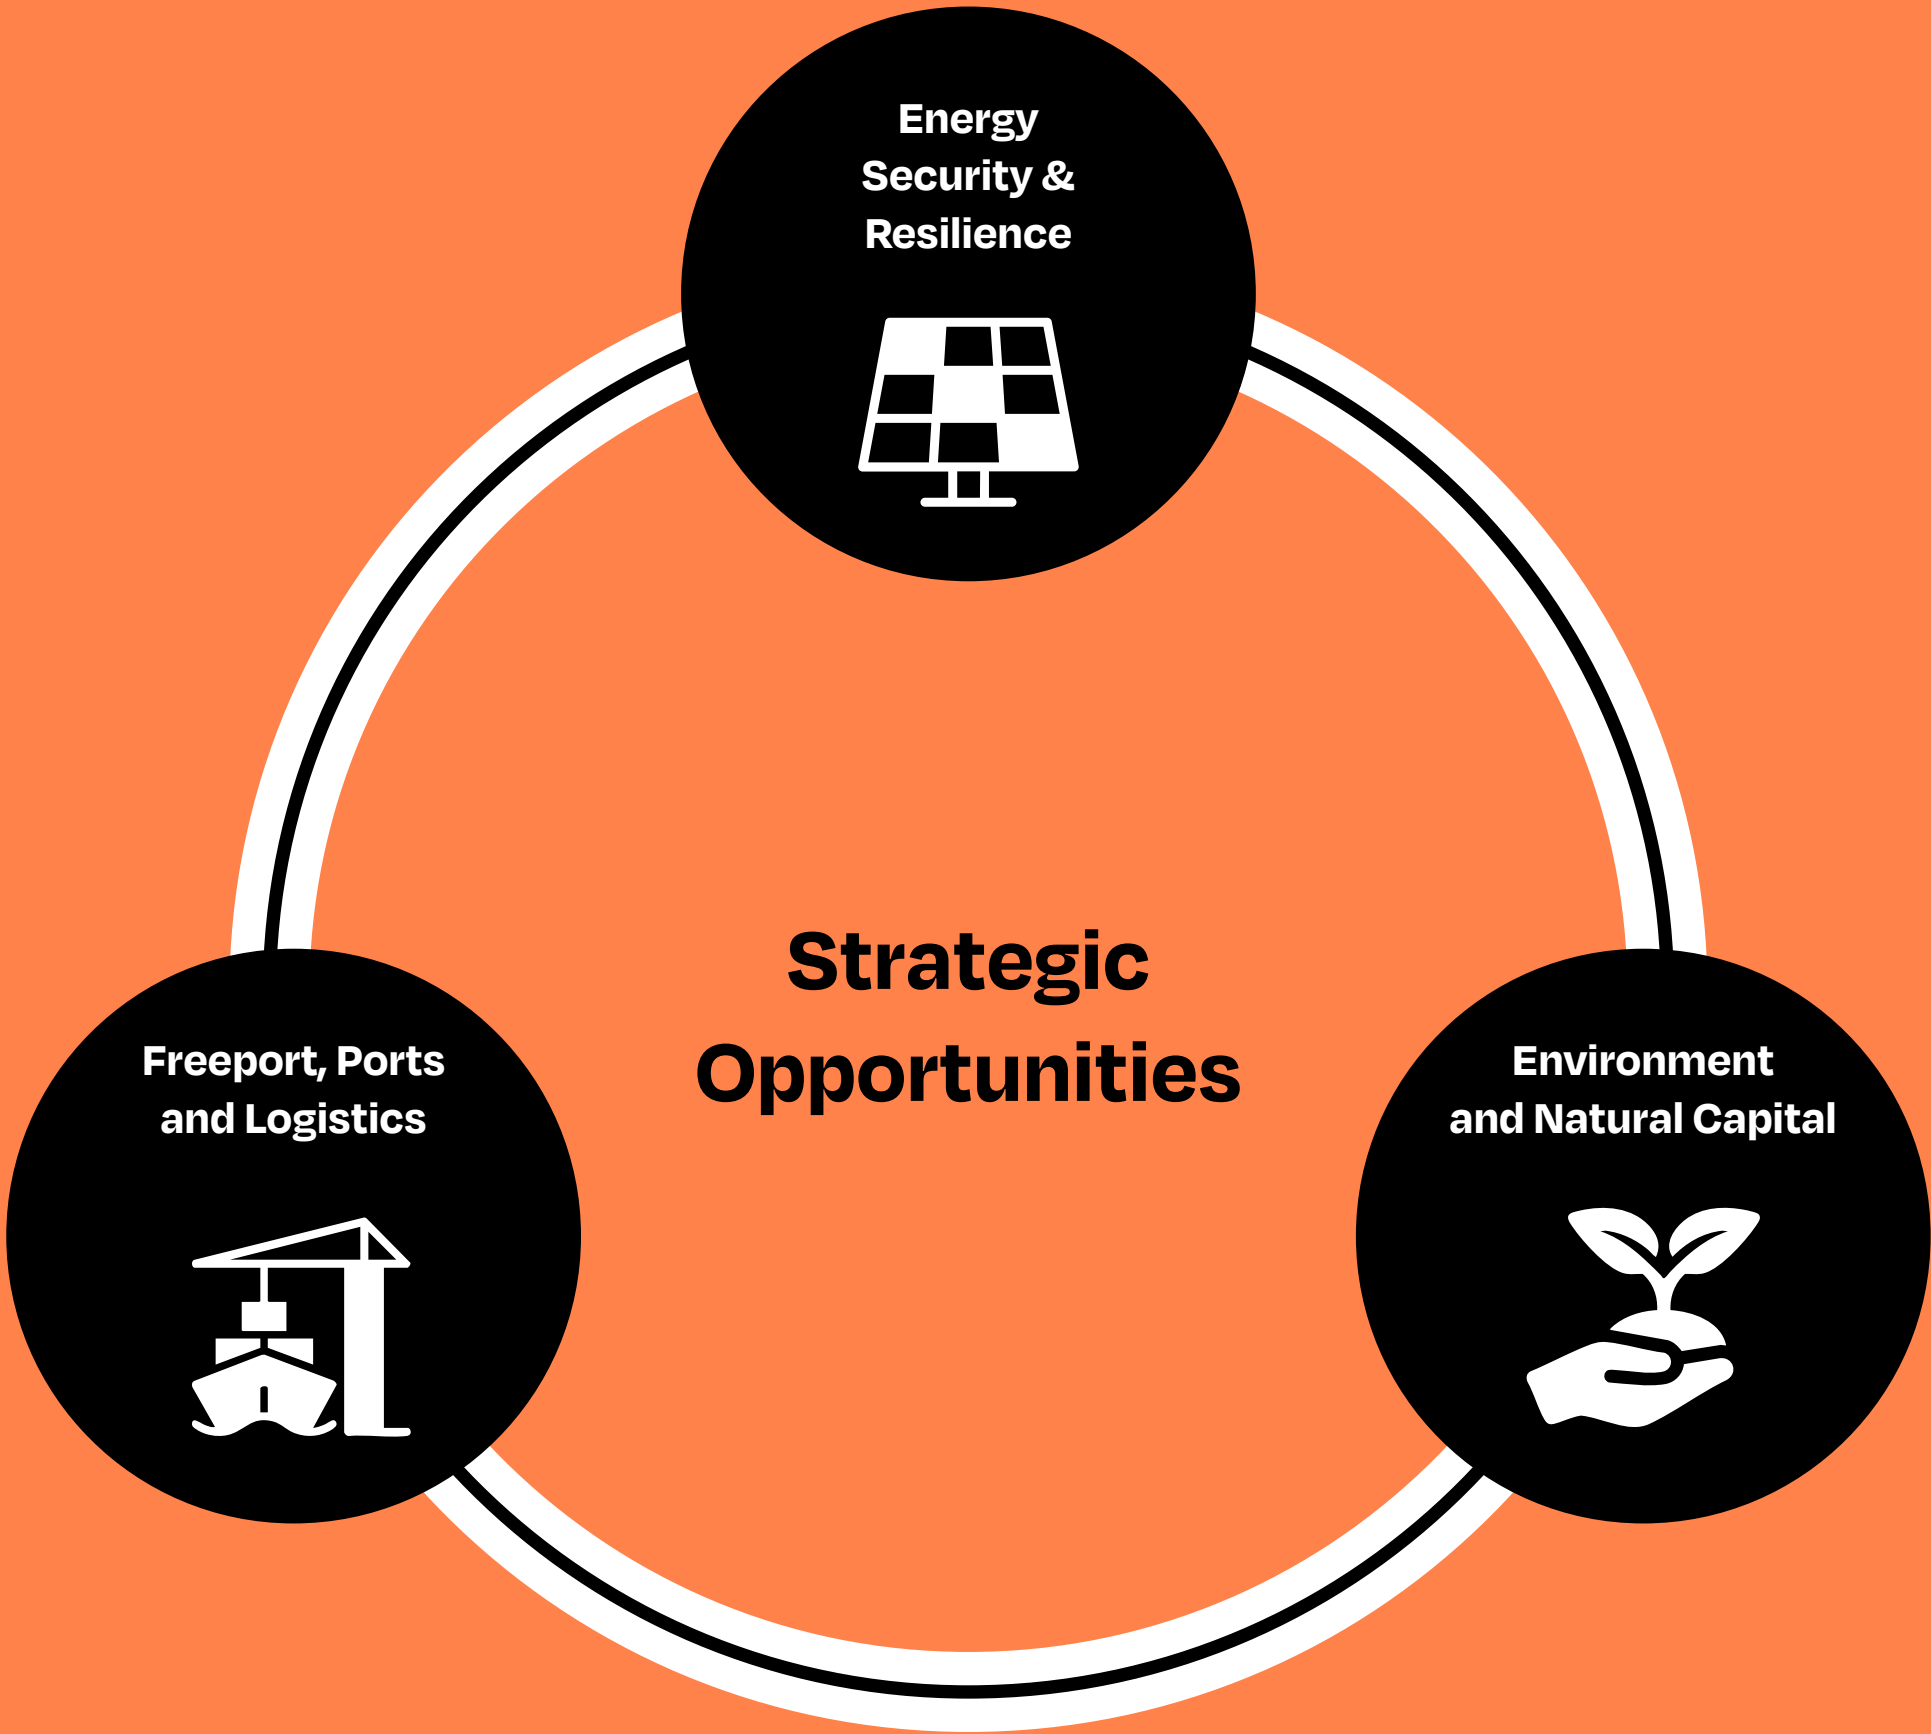 Energy
Security &
Resilience
Strategic
Opportunities
Freeport, Ports
and Logistics
Environment
and Natural Capital